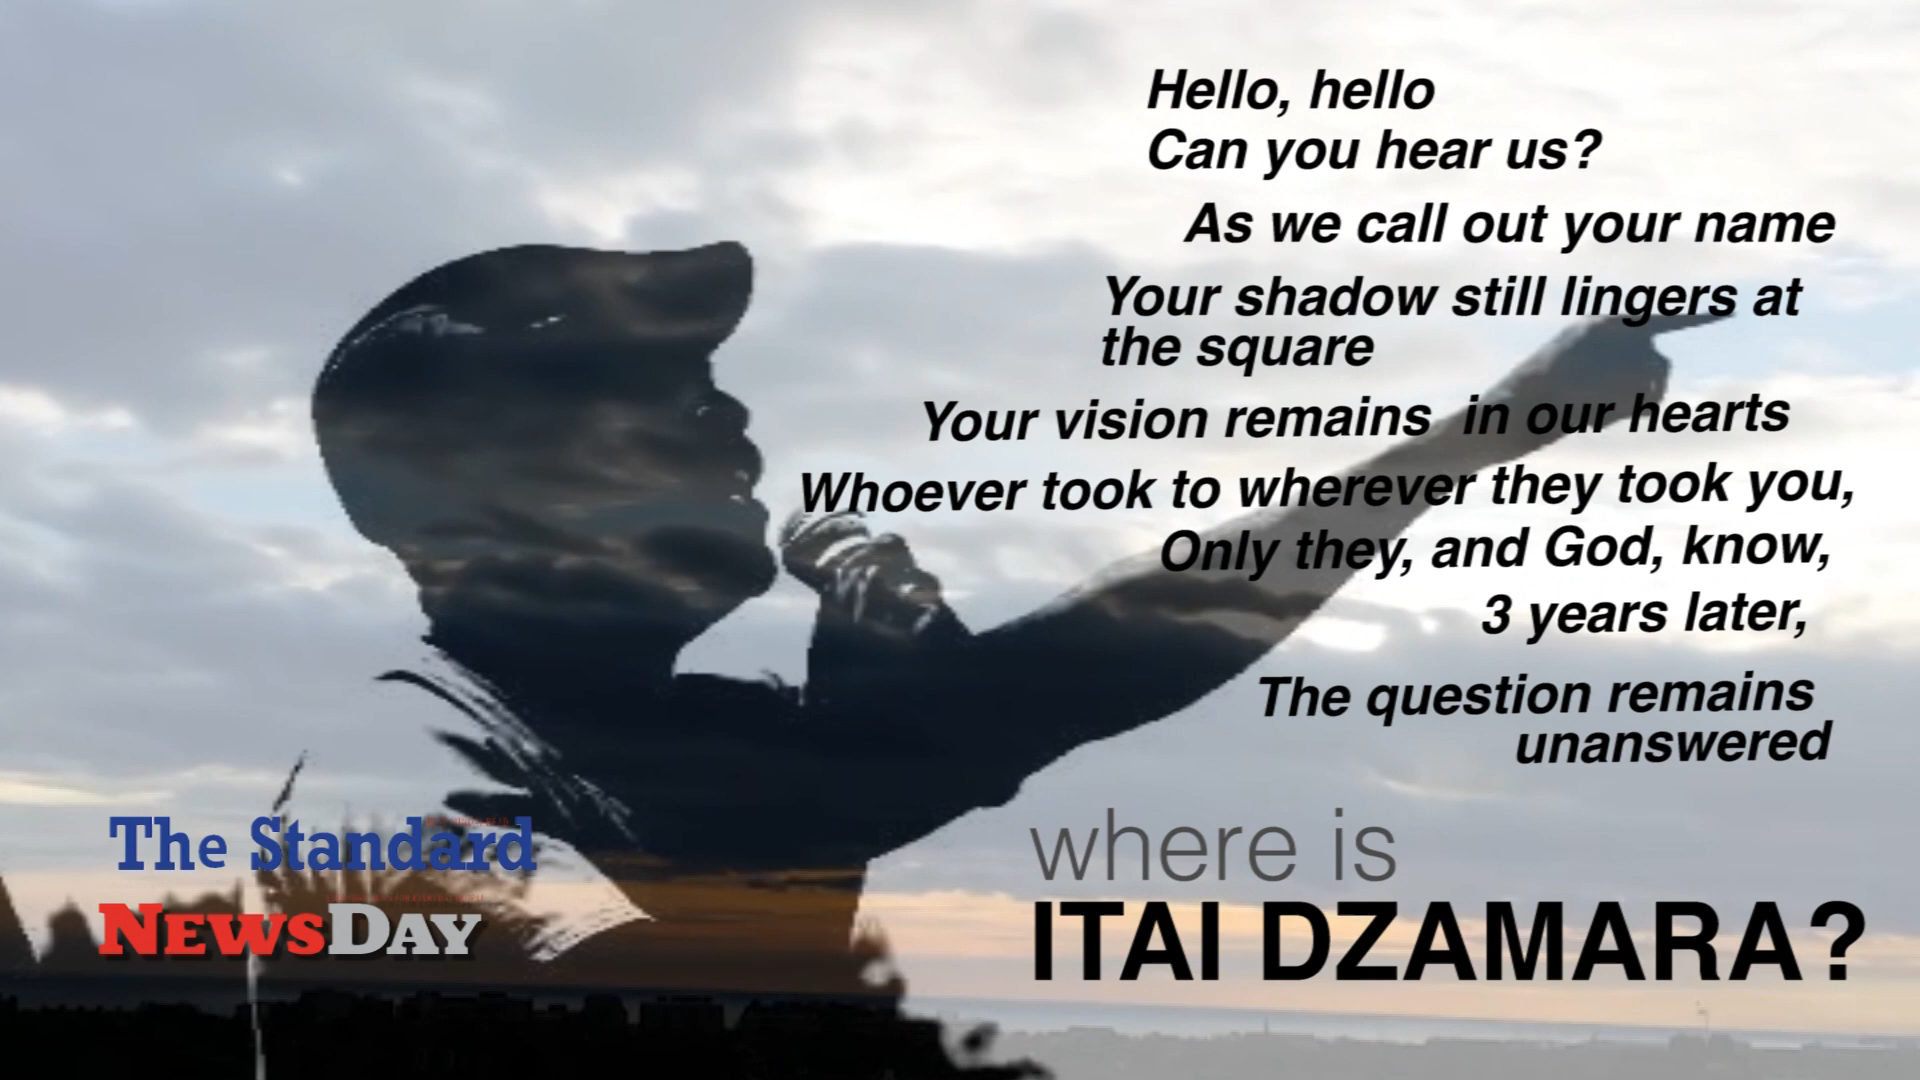 Hello, hello
Can you hear us?
As we call out your name
Your shadow still lingers at
the square
Your vision remains in our hearts
Whoever took to wherever they took you,
Only they, and God, know,
3 years later,
The question remains
unanswered
where is
ITAI DZAMARA?
The Standard
NEWSDAY